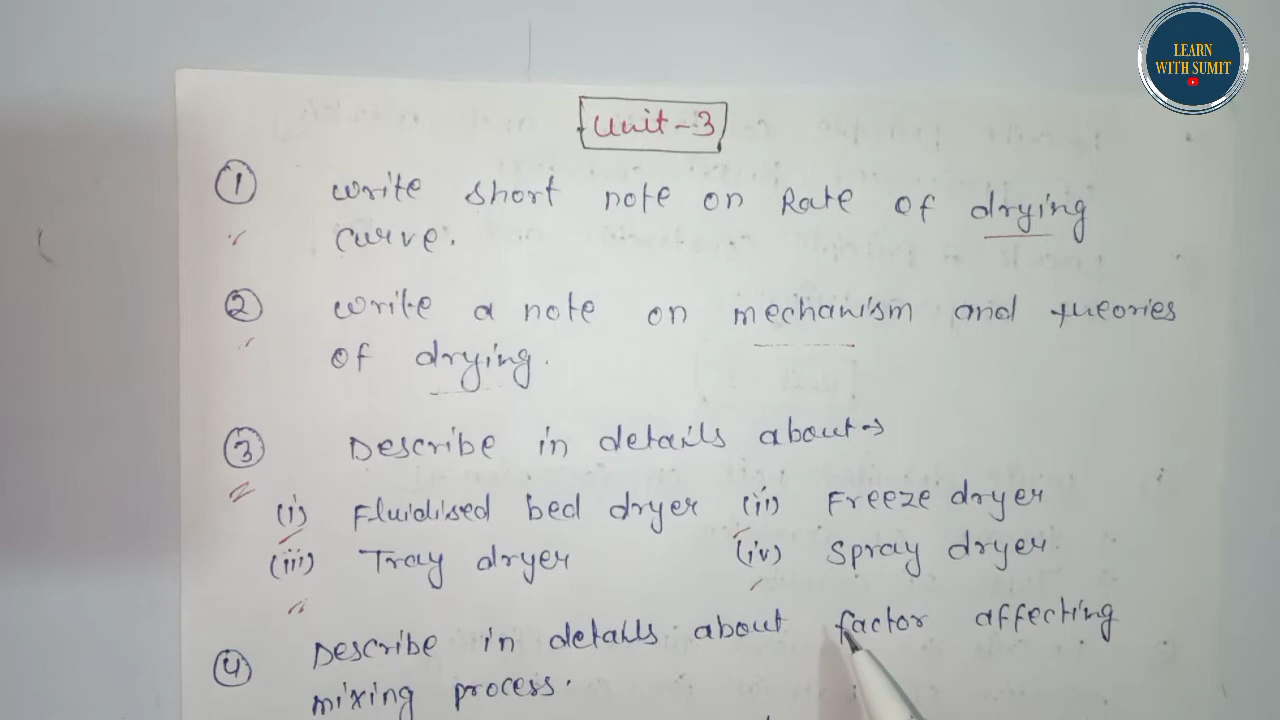 LEARN
WITH SUMIT
Unit-3
① write short note on Rate of drying
curve.
② write a note on mechanism and theories
of drying.
③ Describe in details about→
(i) Fluidised bed dryer (ii) Freeze dryer
(iii) Tray dryer (iv) Spray dryer.
④ Describe in details about factor affecting
mixing process.